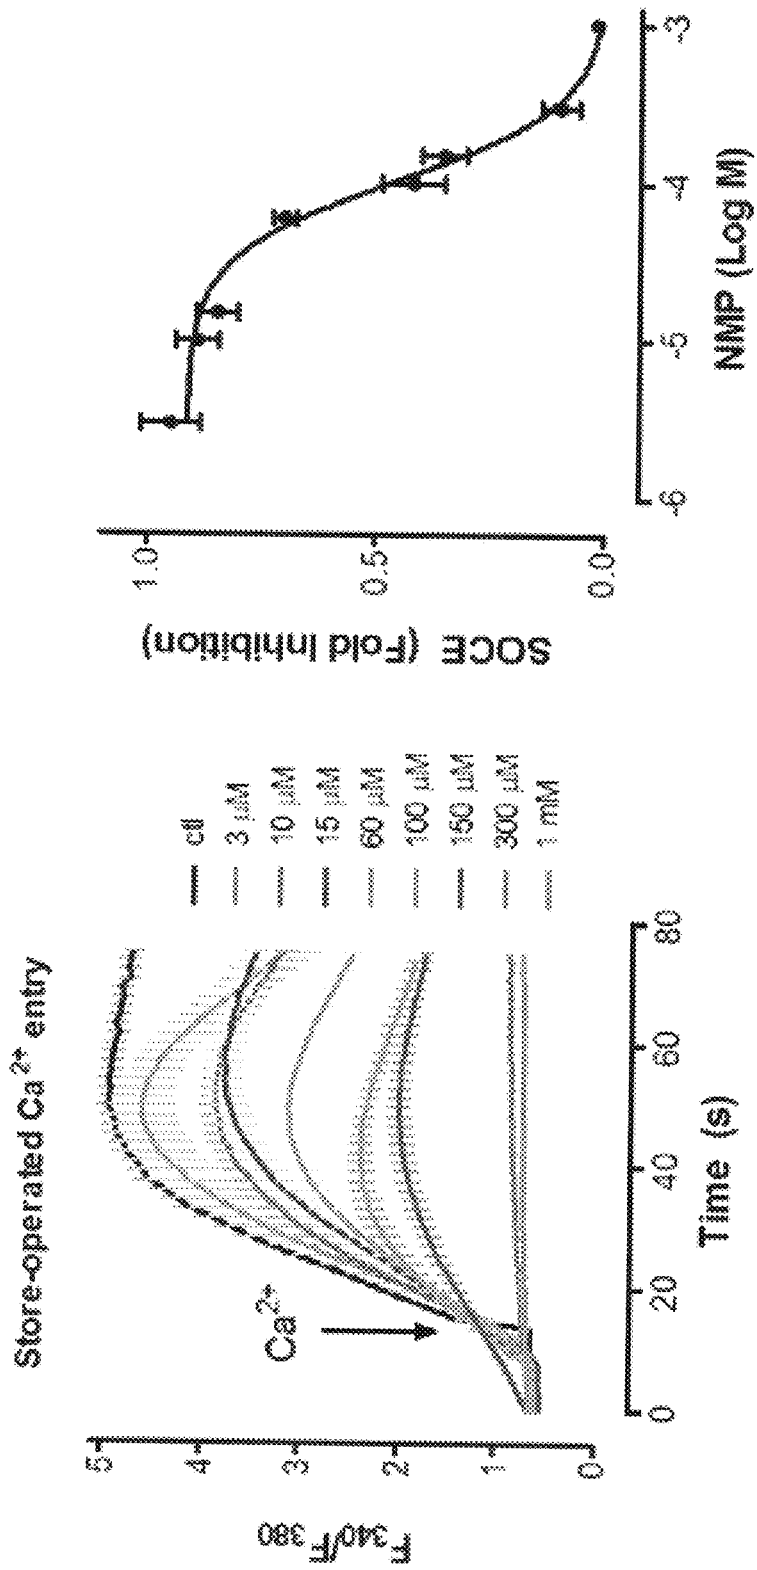 Store-operated Ca²⁺ entry
F340/F380
5
4
3
2
1
0
Ca²⁺
0
20
40
60
80
Time (s)
ctl
3 µM
10 µM
15 µM
60 µM
100 µM
150 µM
300 µM
1 mM
SOCE (Fold Inhibition)
1.0
0.5
0.0
-6
-5
-4
-3
NMP (Log M)